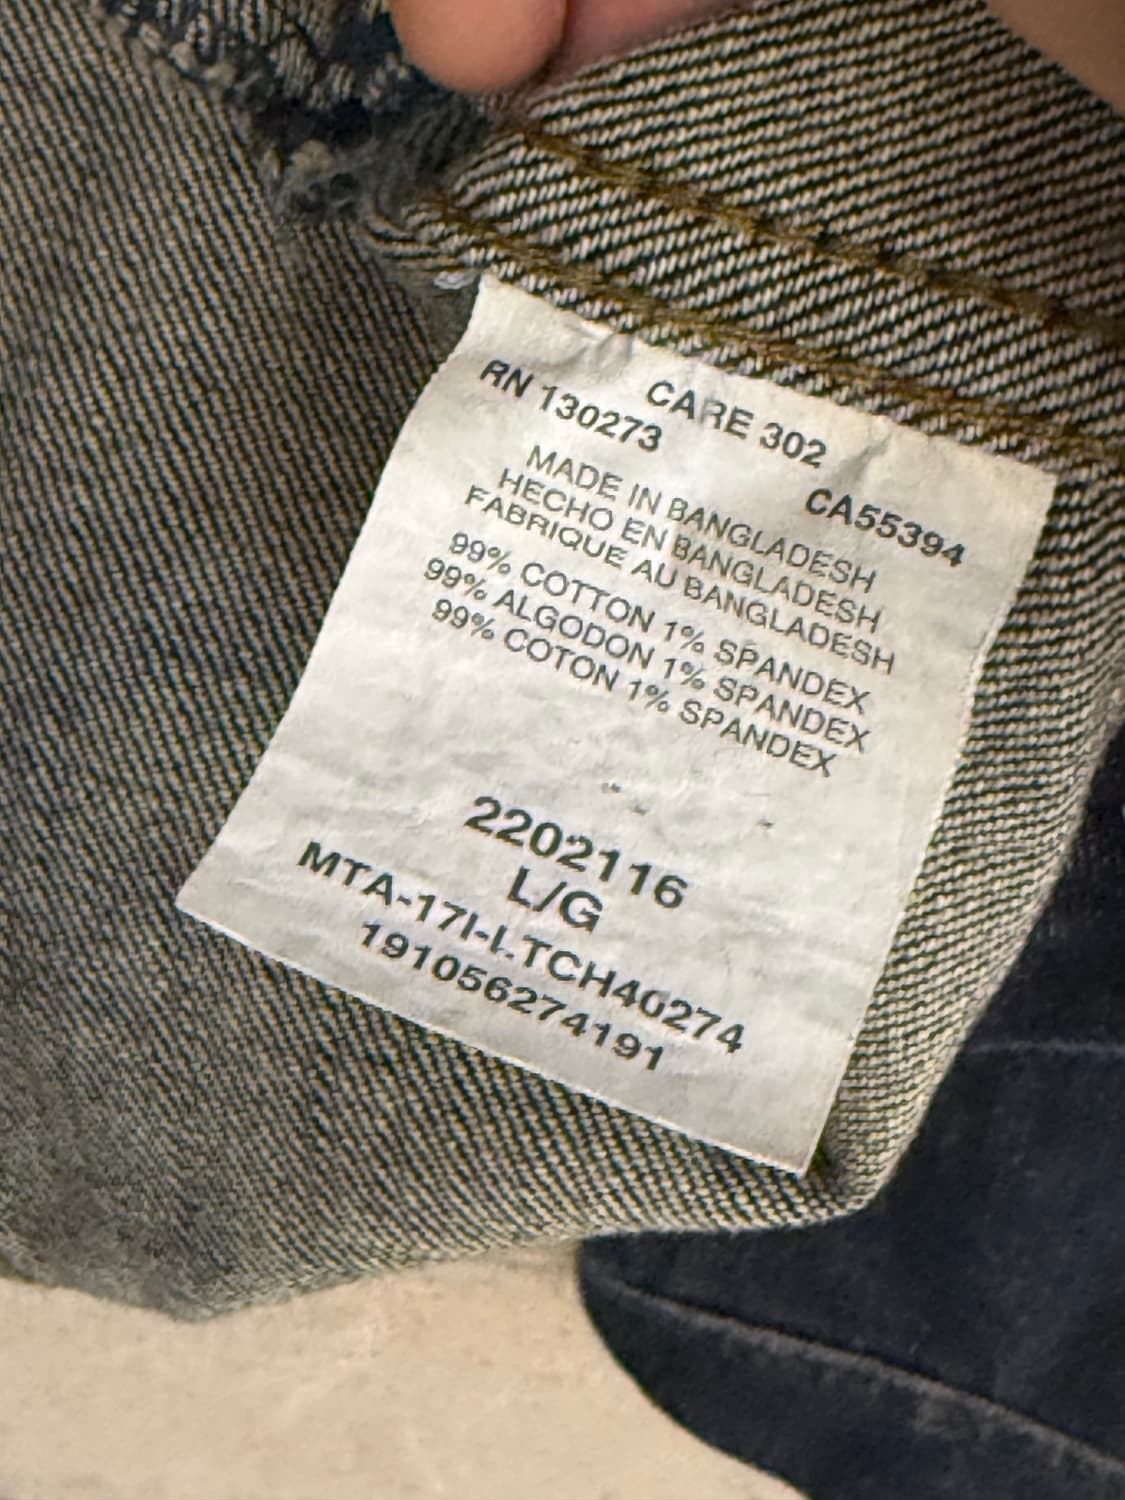 CARE 302
RN 130273 CA55394
MADE IN BANGLADESH
HECHO EN BANGLADESH
FABRIQUE AU BANGLADESH
99% COTTON 1% SPANDEX
99% ALGODON 1% SPANDEX
99% COTON 1% SPANDEX
2202116
L/G
MTA-17I-LTCH40274
191056274191